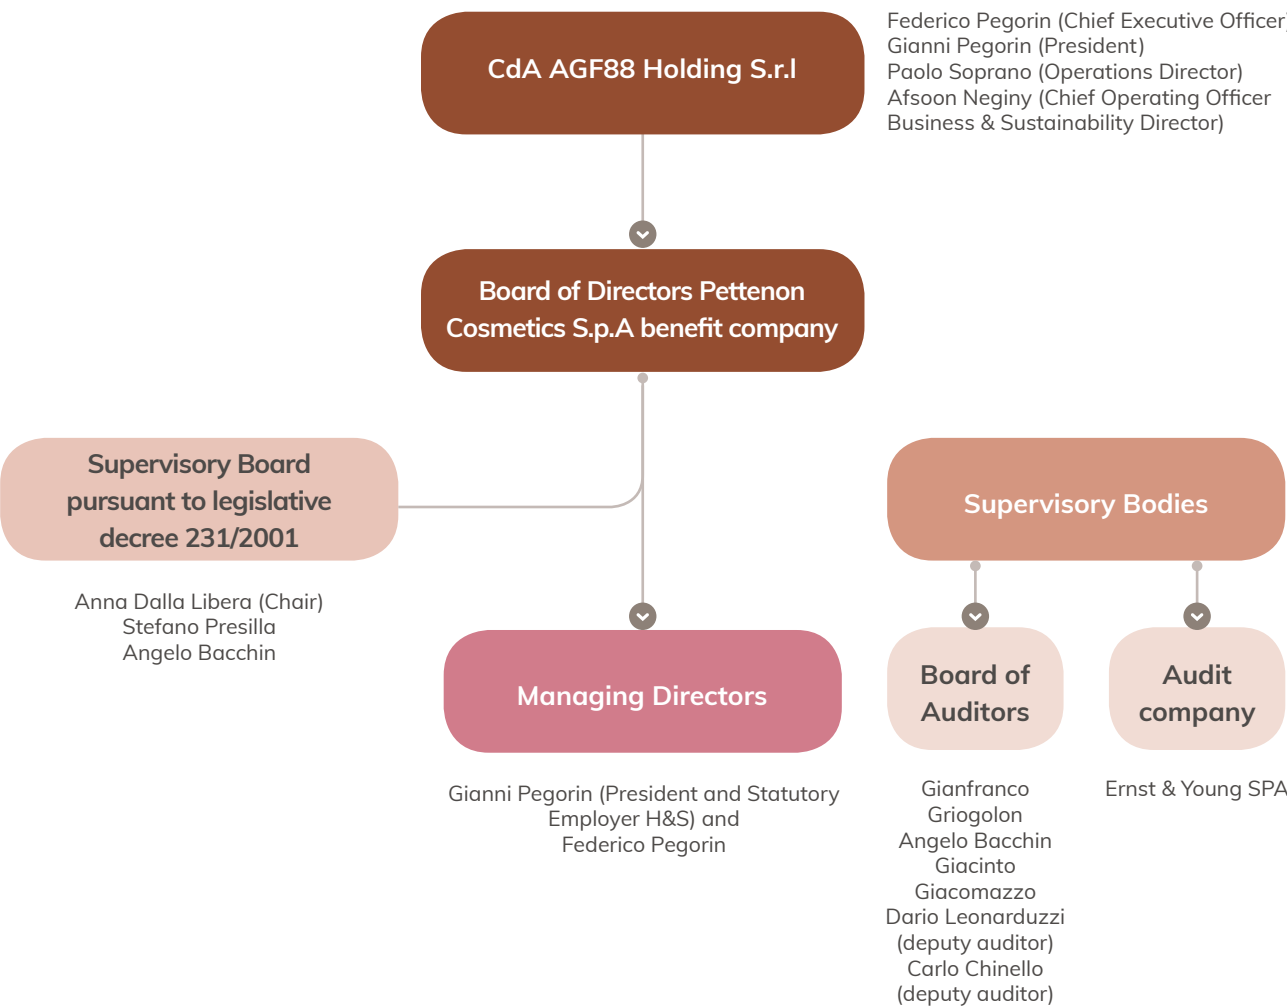 CdA AGF88 Holding S.r.l
Federico Pegorin (Chief Executive Officer)
Gianni Pegorin (President)
Paolo Soprano (Operations Director)
Afsoon Neginy (Chief Operating Officer
Business & Sustainability Director)
Board of Directors Pettenon
Cosmetics S.p.A benefit company
Supervisory Board
pursuant to legislative
decree 231/2001
Anna Dalla Libera (Chair)
Stefano Presilla
Angelo Bacchin
Managing Directors
Gianni Pegorin (President and Statutory
Employer H&S) and
Federico Pegorin
Supervisory Bodies
Board of
Auditors
Gianfranco
Griogolon
Angelo Bacchin
Giacinto
Giacomazzo
Dario Leonarduzzi
(deputy auditor)
Carlo Chinello
(deputy auditor)
Audit
company
Ernst & Young SPA